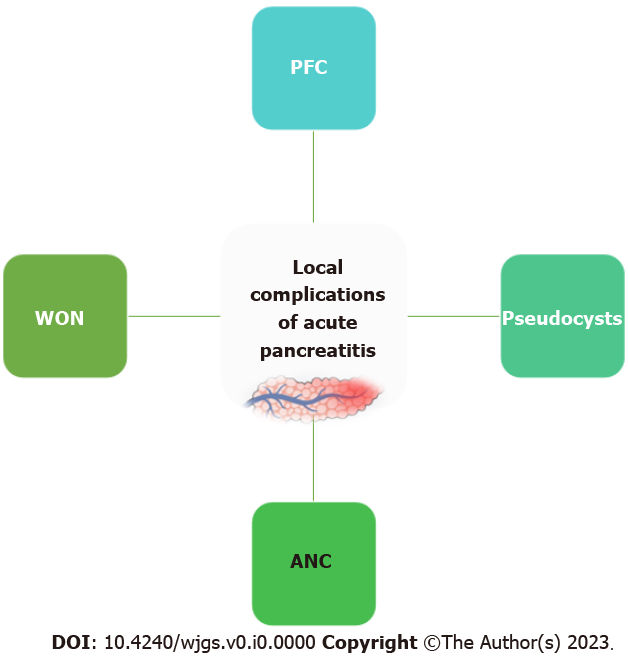 PFC
Local
complications
of acute
pancreatitis
WON
Pseudocysts
ANC
DOI: 10.4240/wjgs.v0.i0.0000 Copyright ©The Author(s) 2023.